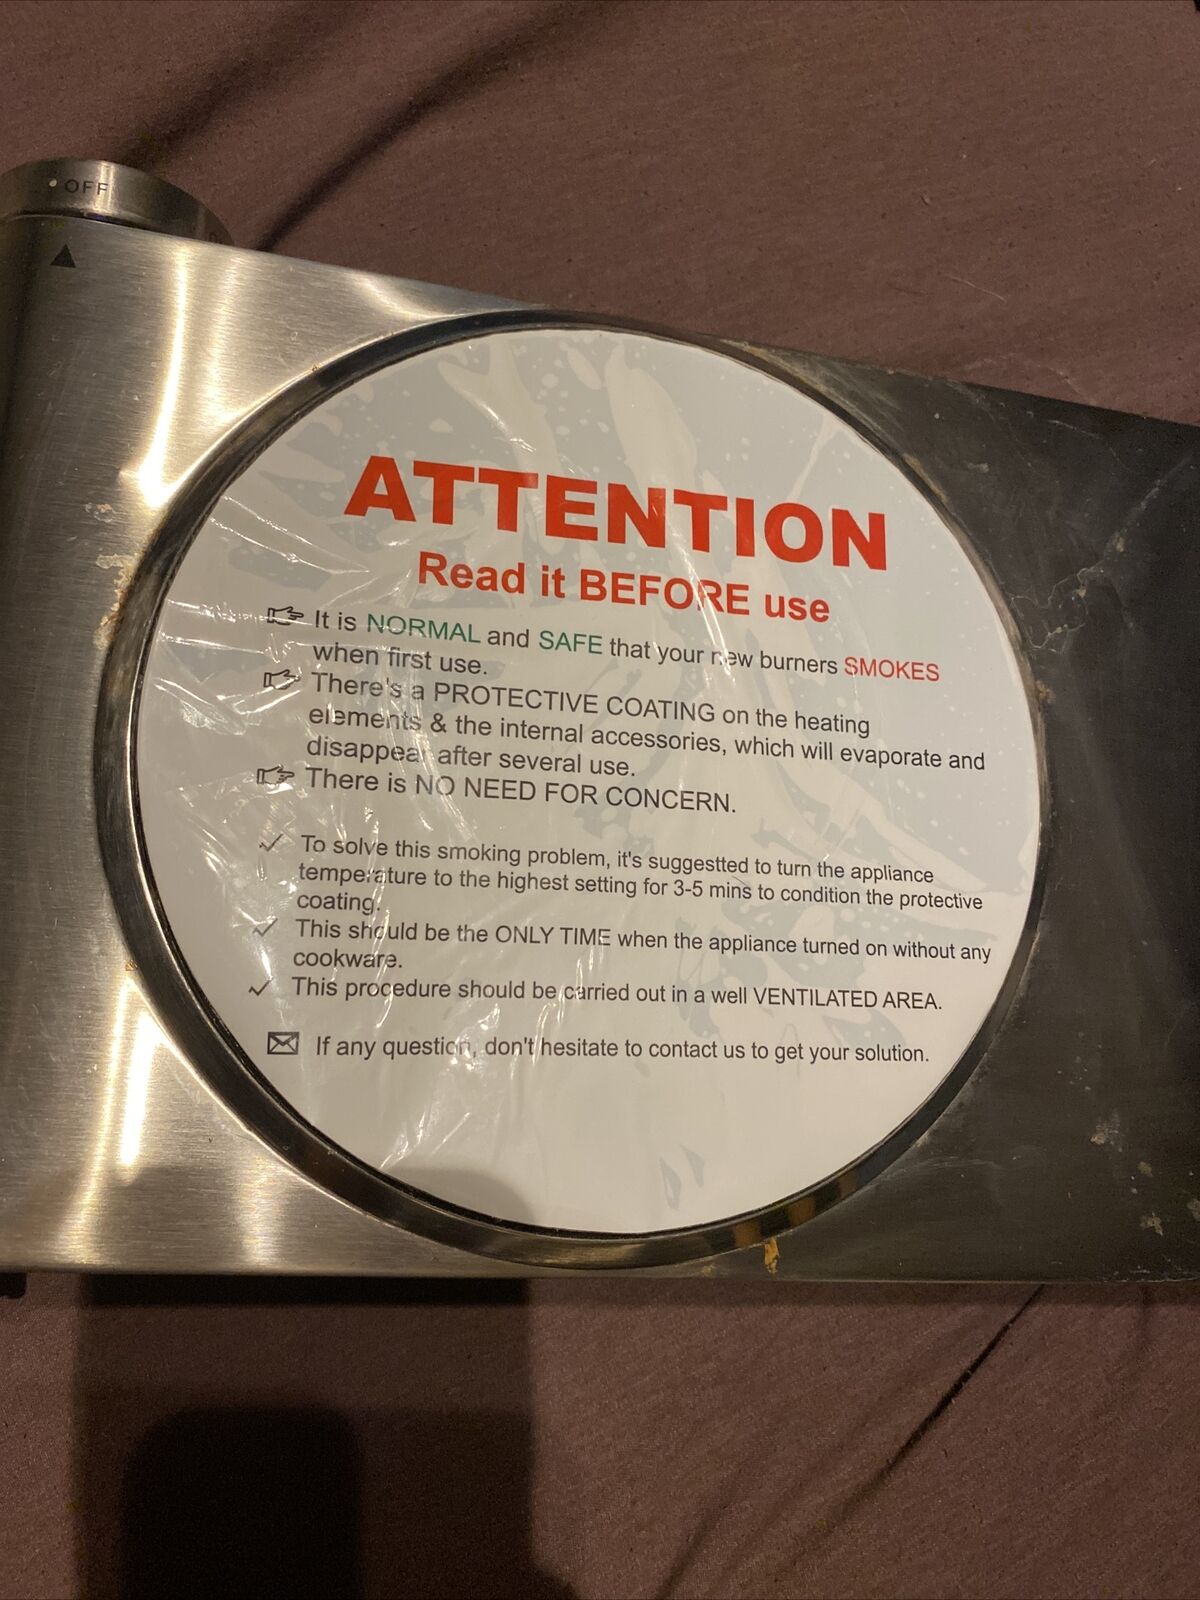 OFF
ATTENTION
Read it BEFORE use
It is NORMAL and SAFE that your new burners SMOKES
when first use.
There's a PROTECTIVE COATING on the heating
elements & the internal accessories, which will evaporate and
disappear after several use.
There is NO NEED FOR CONCERN.
To solve this smoking problem, it's suggestted to turn the appliance
temperature to the highest setting for 3-5 mins to condition the protective
coating.
This should be the ONLY TIME when the appliance turned on without any
cookware.
This procedure should be carried out in a well VENTILATED AREA.
If any question, don't hesitate to contact us to get your solution.